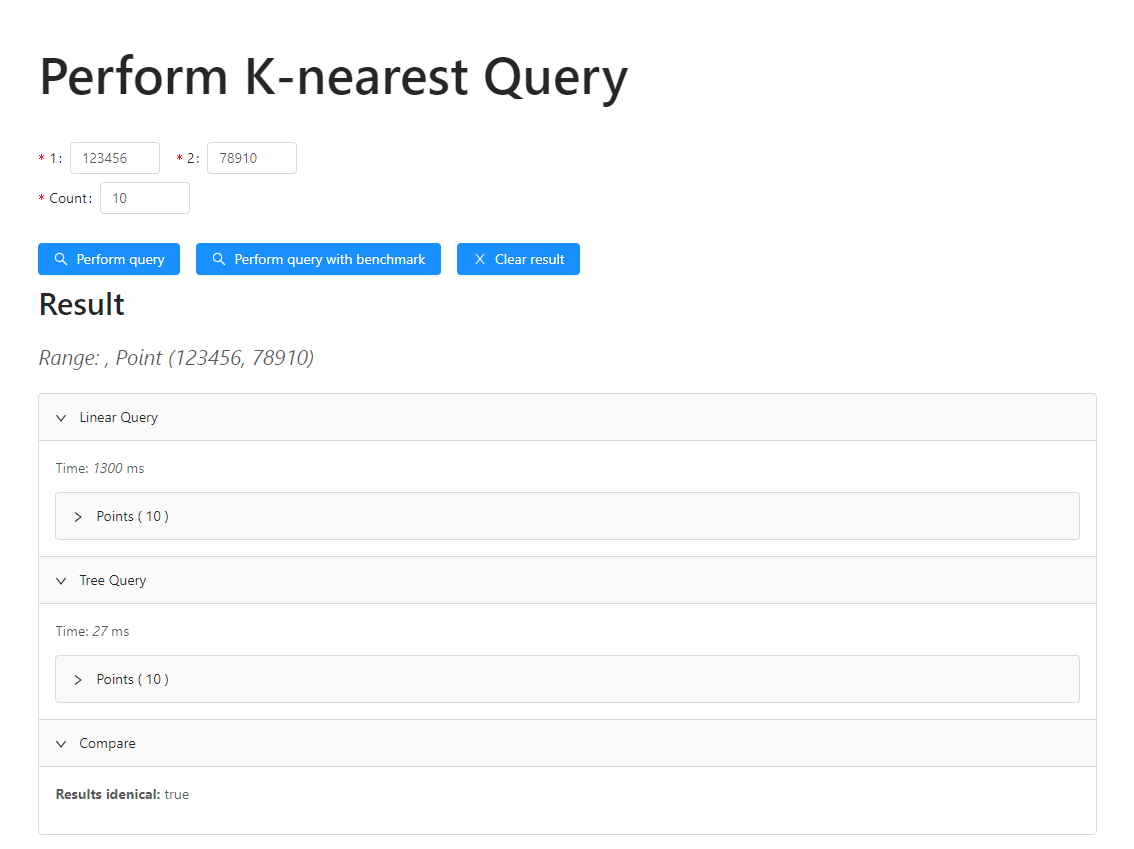 Perform K-nearest Query
* 1: 123456 * 2: 78910
* Count: 10
Perform query Perform query with benchmark Clear result
Result
Range: , Point (123456, 78910)
Linear Query
Time: 1300 ms
Points ( 10 )
Tree Query
Time: 27 ms
Points ( 10 )
Compare
Results idenical: true